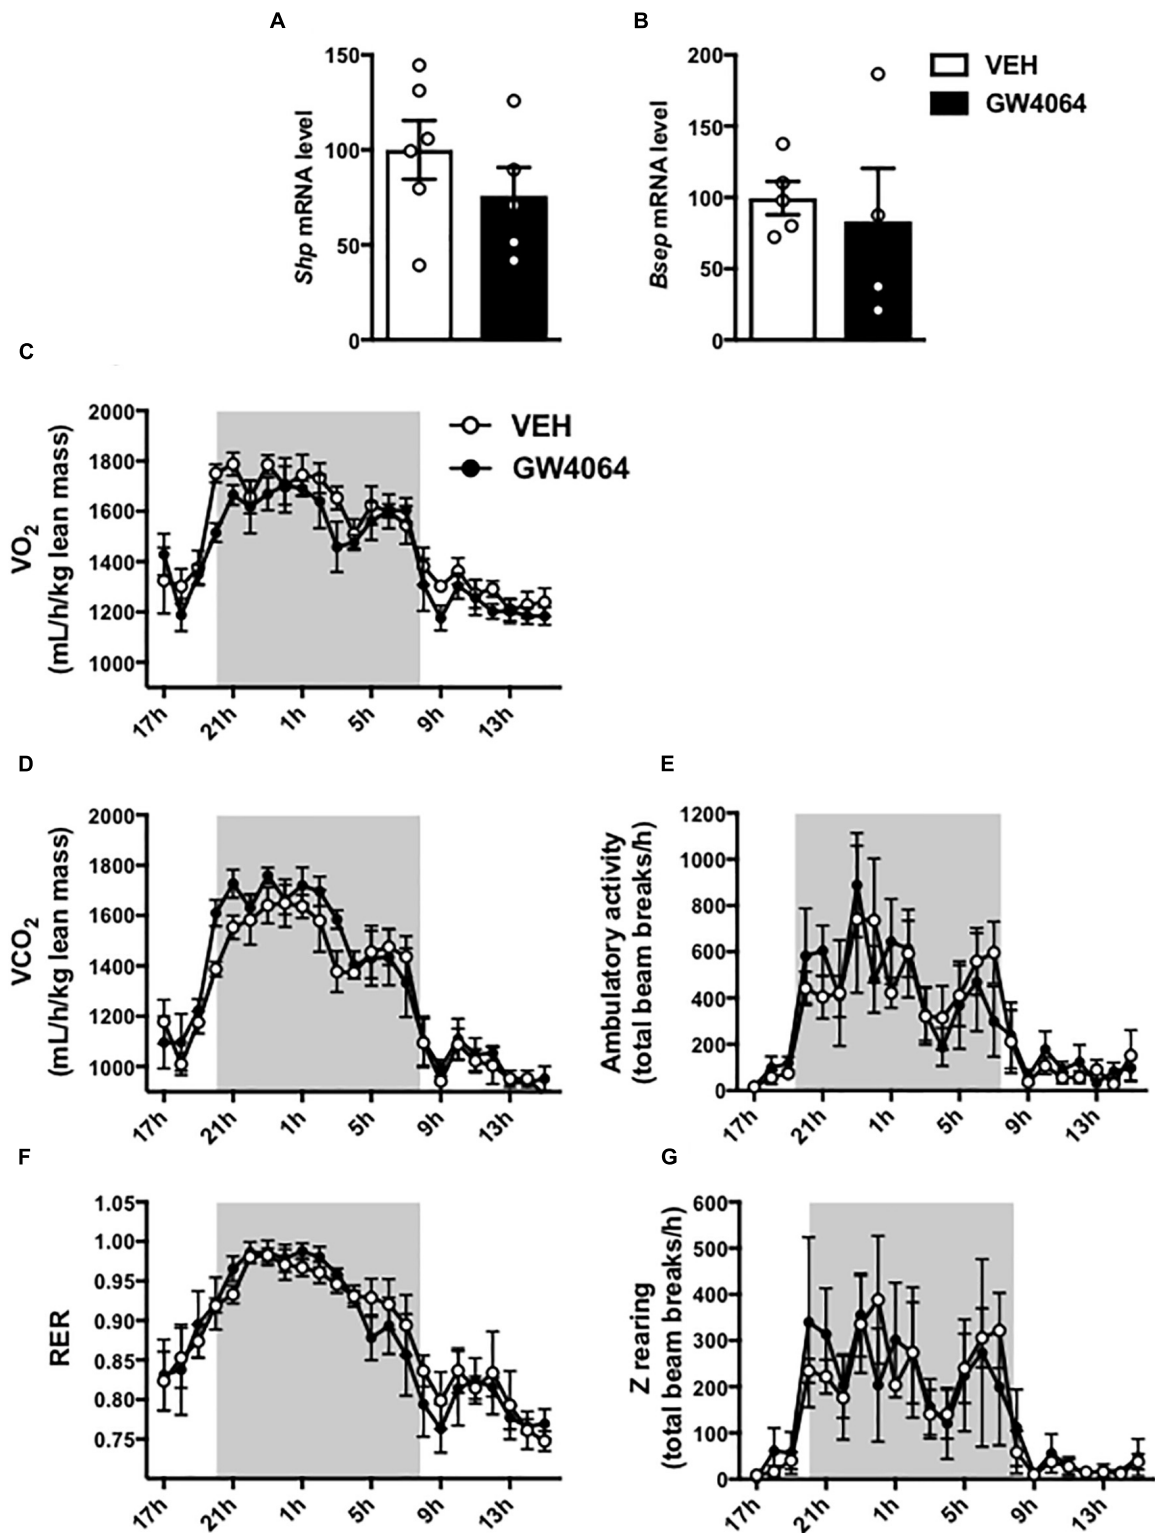 A
B
150
100
50
0
Shp mRNA level
200
150
100
50
0
Bsep mRNA level
VEH
GW4064
C
2000
1800
1600
1400
1200
1000
VO2
(mL/h/kg lean mass)
VEH
GW4064
17h
21h
1h
5h
9h
13h
D
2000
1800
1600
1400
1200
1000
VCO2
(mL/h/kg lean mass)
17h
21h
1h
5h
9h
13h
E
1200
1000
800
600
400
200
0
Ambulatory activity
(total beam breaks/h)
17h
21h
1h
5h
9h
13h
F
1.05
1.00
0.95
0.90
0.85
0.80
0.75
RER
17h
21h
1h
5h
9h
13h
G
600
500
400
300
200
100
0
Z rearing
(total beam breaks/h)
17h
21h
1h
5h
9h
13h